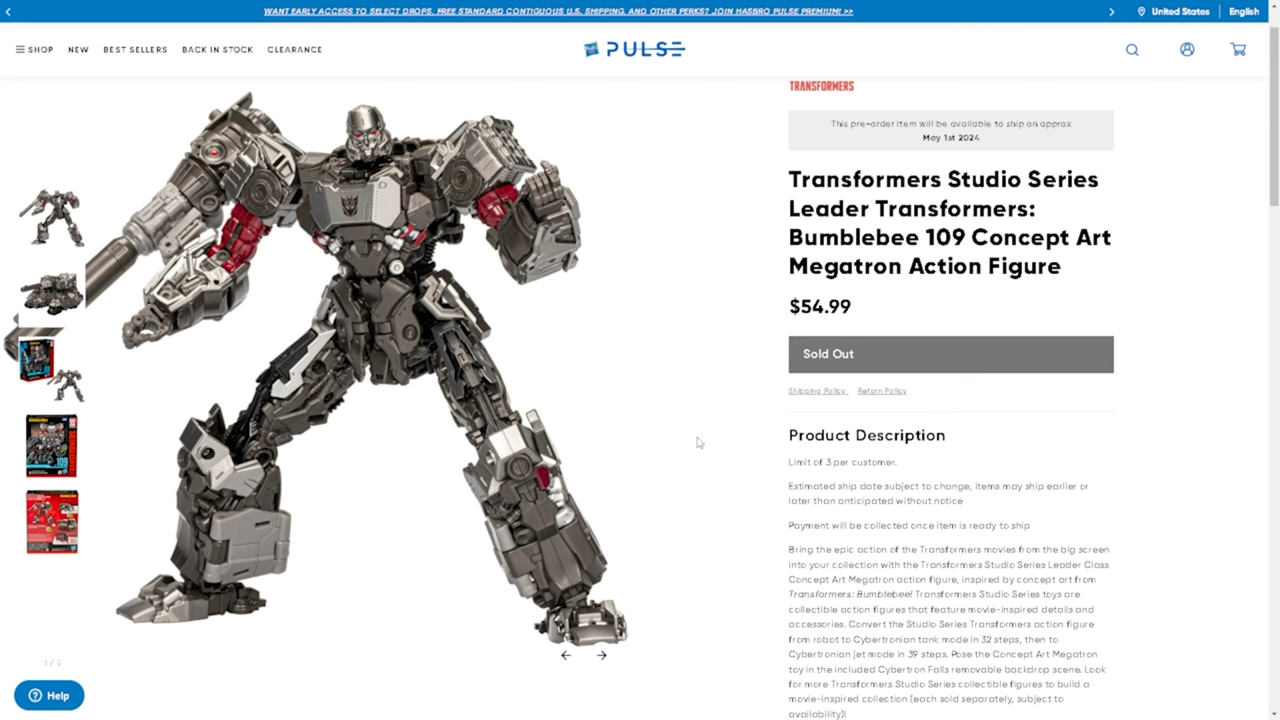 WANT EARLY ACCESS TO SELECT DROPS, FREE STANDARD CONTIGUOUS U.S. SHIPPING, AND OTHER PERKS? JOIN HASBRO PULSE PREMIUM! >>
United States
English
SHOP
NEW
BEST SELLERS
BACK IN STOCK
CLEARANCE
PULSE
TRANSFORMERS
This pre-order item will be available to ship on approx
May 1st 2024
Transformers Studio Series
Leader Transformers:
Bumblebee 109 Concept Art
Megatron Action Figure
$54.99
Sold Out
Shipping Policy
Return Policy
Product Description
Limit of 3 per customer.
Estimated ship date subject to change, items may ship earlier or
later than anticipated without notice
Payment will be collected once item is ready to ship
Bring the epic action of the Transformers movies from the big screen
into your collection with the Transformers Studio Series Leader Class
Concept Art Megatron action figure, inspired by concept art from
Transformers: Bumblebee! Transformers Studio Series toys are
collectible action figures that feature movie-inspired details and
accessories. Convert the Studio Series Transformers action figure
from robot to Cybertronian tank mode in 32 steps, then to
Cybertronian jet mode in 39 steps. Pose the Concept Art Megatron
toy in the included Cybertron Falls removable backdrop scene. Look
for more Transformers Studio Series collectible figures to build a
movie-inspired collection (each sold separately, subject to
availability)!
109
Help